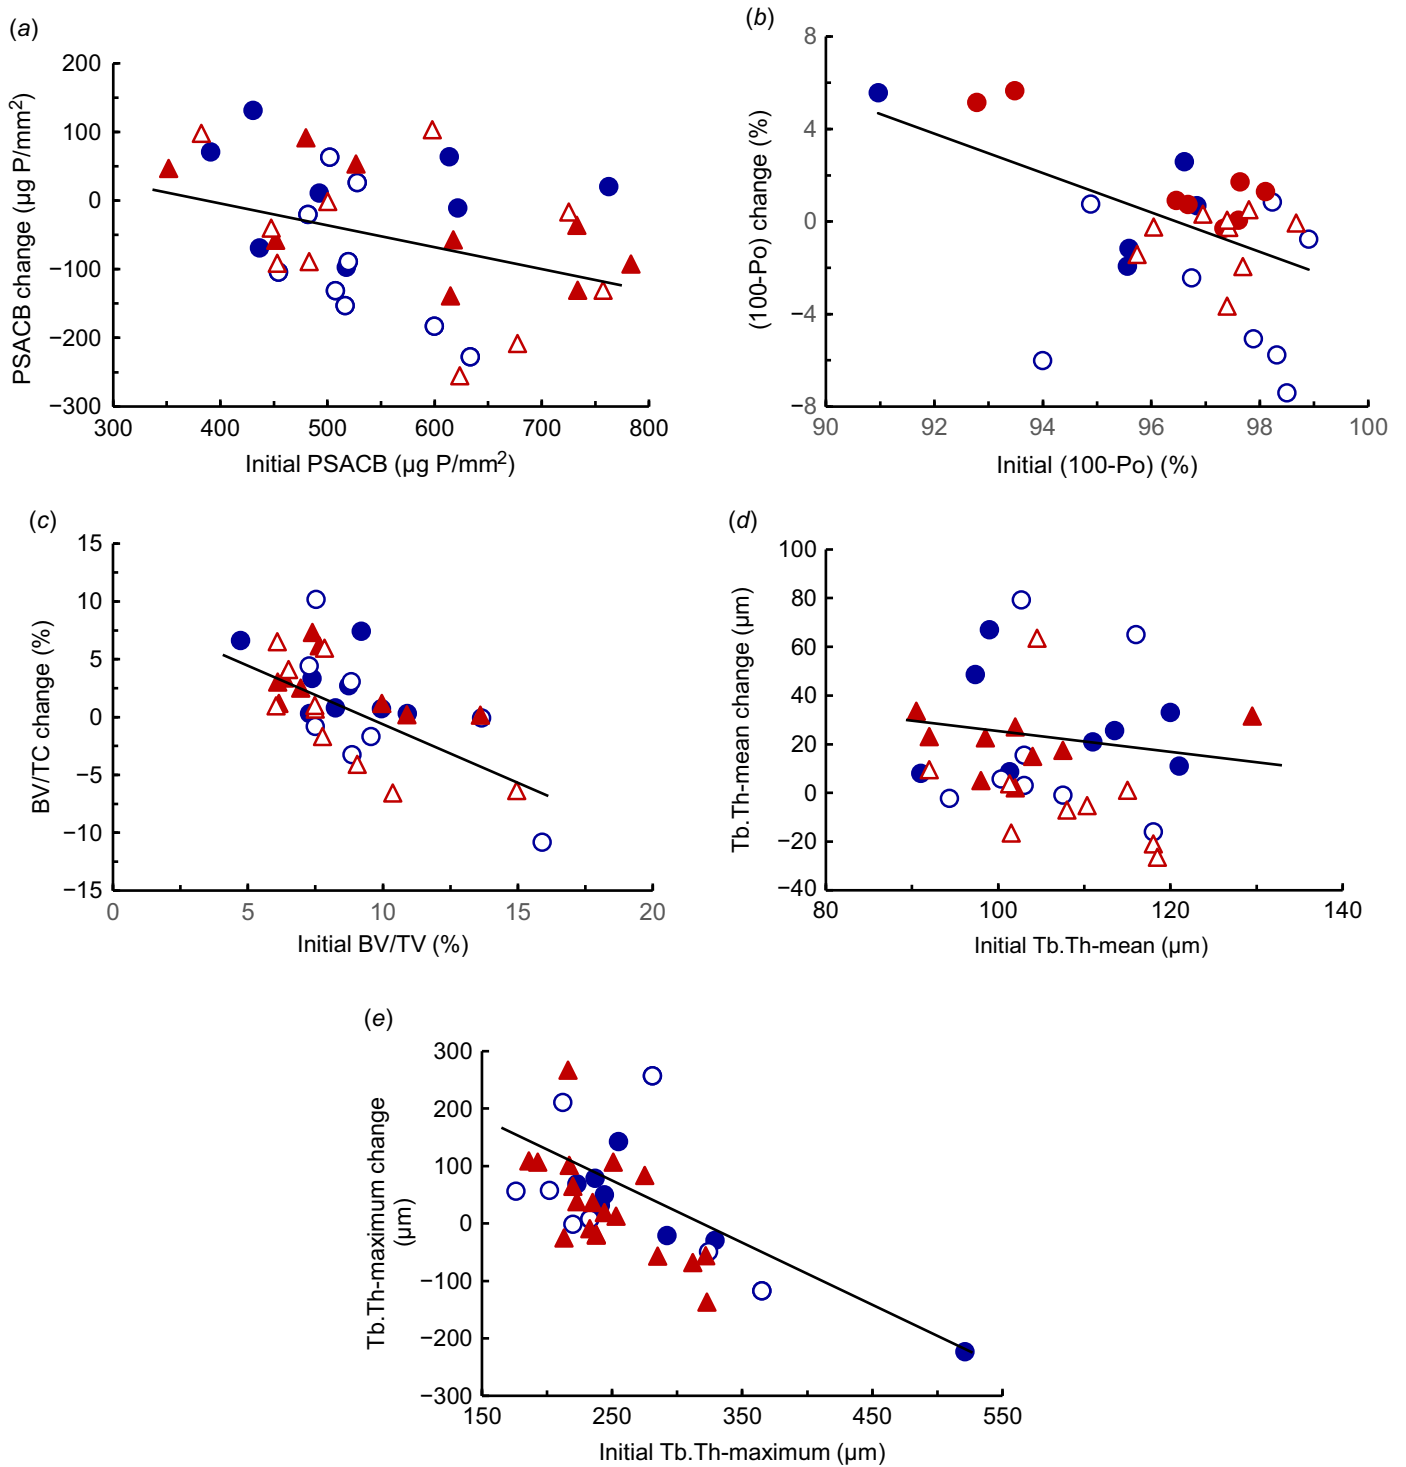 (a)
PSACB change (µg P/mm²)
200
100
0
−100
−200
−300
300 400 500 600 700 800
Initial PSACB (µg P/mm²)
(b)
(100-Po) change (%)
8
4
0
−4
−8
90 92 94 96 98 100
Initial (100-Po) (%)
(c)
BV/TC change (%)
15
10
5
0
−5
−10
−15
0 5 10 15 20
Initial BV/TV (%)
(d)
Tb.Th-mean change (µm)
100
80
60
40
20
0
−20
−40
80 100 120 140
Initial Tb.Th-mean (µm)
(e)
Tb.Th-maximum change
(µm)
300
200
100
0
−100
−200
−300
150 250 350 450 550
Initial Tb.Th-maximum (µm)